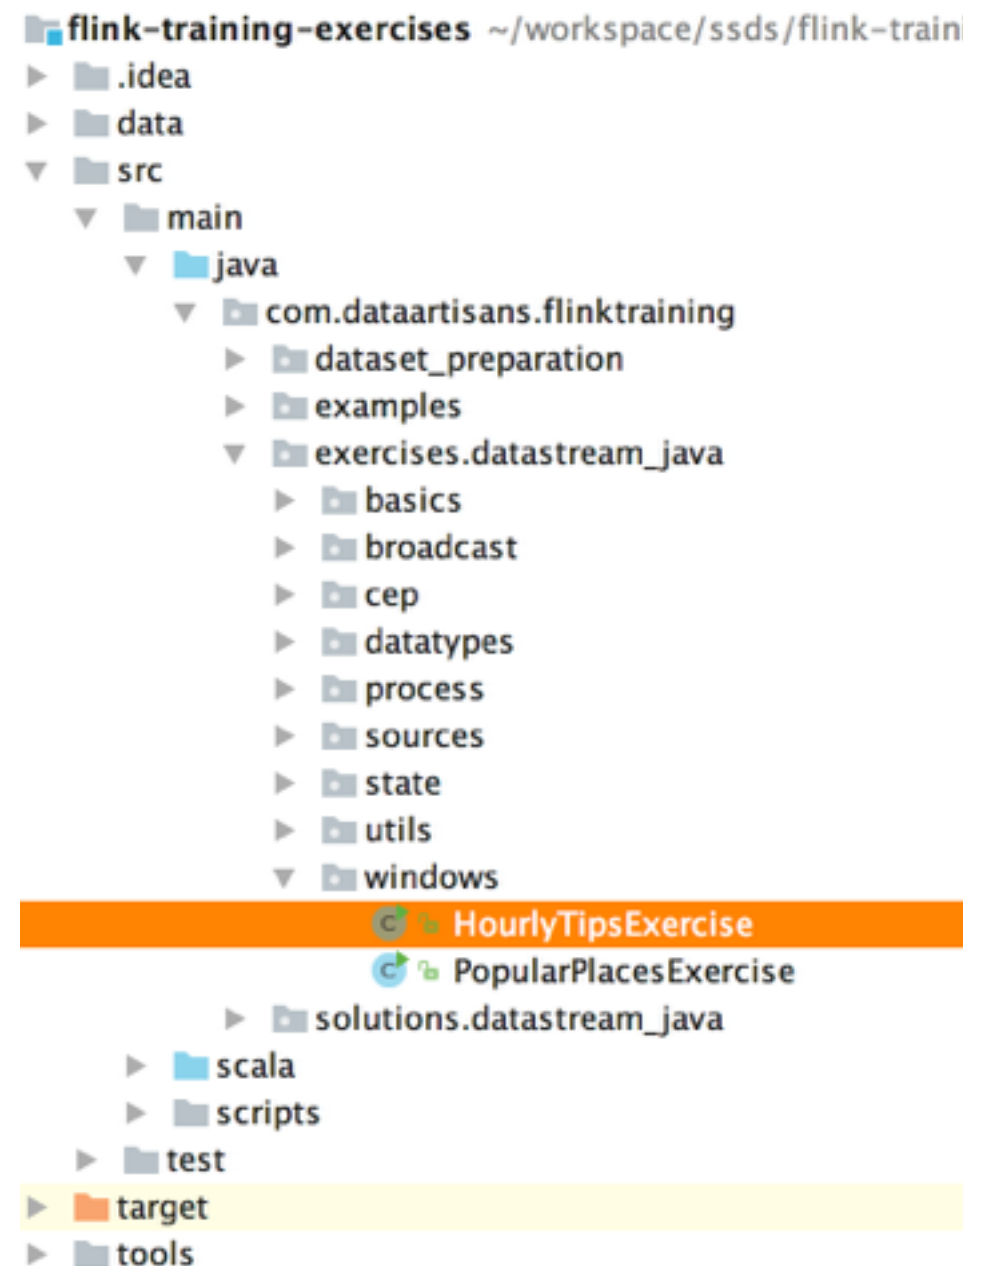 flink-training-exercises ~/workspace/ssds/flink-train
.idea
data
src
main
java
com.dataartisans.flinktraining
dataset_preparation
examples
exercises.datastream_java
basics
broadcast
cep
datatypes
process
sources
state
utils
windows
C HourlyTipsExercise
C PopularPlacesExercise
solutions.datastream_java
scala
scripts
test
target
tools